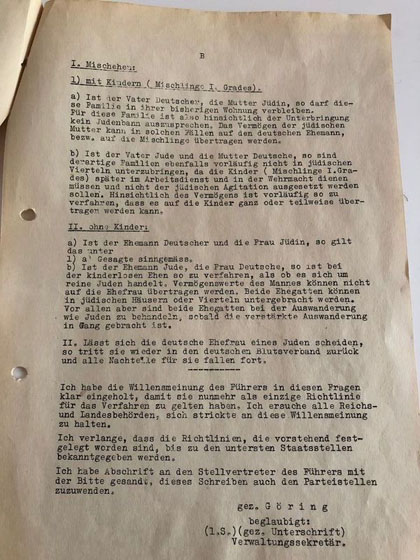 B
I. Mischehen:
1) mit Kindern ( Mischlinge I. Grades).
a) Ist der Vater Deutscher, die Mutter Jüdin, so darf die-
se Familie in ihrer bisherigen Wohnung verbleiben.
Für diese Familie ist also hinsichtlich der Unterbringung
kein Judenbann auszusprechen. Das Vermögen der jüdischen
Mutter kann in solchen Fällen auf den deutschen Ehemann,
bezw. auf die Mischlinge übertragen werden.
b) Ist der Vater Jude und die Mutter Deutsche, so sind
derartige Familien ebenfalls vorläufig nicht in jüdischen
Vierteln unterzubringen, da die Kinder ( Mischlinge I.Gra-
des) später im Arbeitsdienst und in der Wehrmacht dienen
müssen und nicht der jüdischen Agitation ausgesetzt werden
sollen. Hinsichtlich des Vermögens ist vorläufig so zu
verfahren, dass es auf die Kinder ganz oder teilweise über-
tragen werden kann.
II. ohne Kinder:
a) Ist der Ehemann Deutscher und die Frau Jüdin, so gilt
das unter
1) a' Gesagte sinngemäss.
b) Ist der Ehemann Jude, die Frau Deutsche, so ist bei
der kinderlosen Ehen so zu verfahren, als ob es sich um
reine Juden handelt. Vermögenswerte des Mannes können nicht
auf die Ehefrau übertragen werden. Beide Ehegatten können
in jüdischen Häusern oder Vierteln untergebracht werden.
Vor allem aber sind beide Ehegatten bei der Auswanderung
wie Juden zu behandeln, sobald die verstärkte Auswanderung
in Gang gebracht ist.
II. Lässt sich die deutsche Ehefrau eines Juden scheiden,
so tritt sie wieder in den deutschen Blutsverband zurück
und alle Nachteile für sie fallen fort.
Ich habe die Willensmeinung des Führers in diesen Fragen
klar eingeholt, damit sie nunmehr als einzige Richtlinie
für das Verfahren zu gelten haben. Ich ersuche alle Reichs-
und Landesbehörden, sich strikte an diese Willensmeinung
zu halten.
Ich verlange, dass die Richtlinien, die vorstehend fest-
gelegt worden sind, bis zu den untersten Staatsstellen
bekanntgegeben werden.
Ich habe Abschrift an den Stellvertreter des Führers mit
der Bitte gesandt, dieses Schreiben auch den Parteistellen
zuzuwenden.
gez. Göring
beglaubigt:
(L.S.)(gez. Unterschrift)
Verwaltungssekretär.